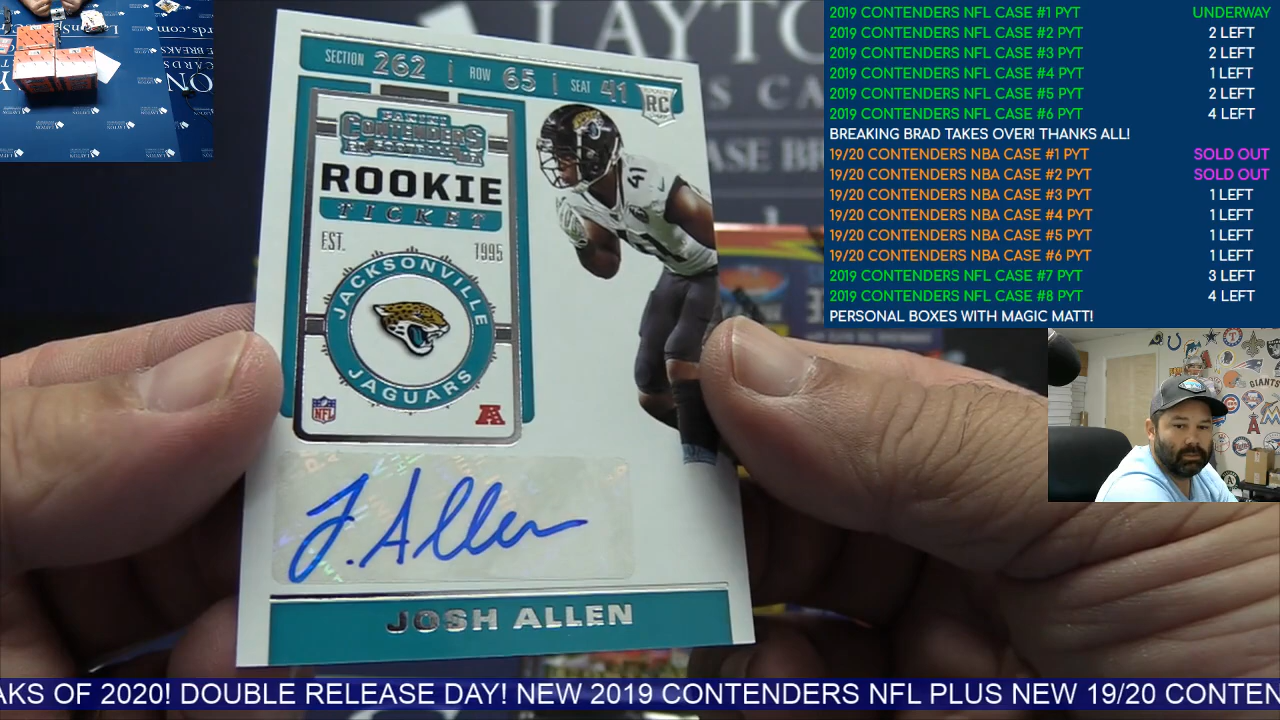 SECTION 262 | ROW 65 | SEAT 41
RC
PANINI
CONTENDERS
ROOKIE
TICKET
EST. 1995
JACKSONVILLE
JAGUARS
NFL
A
41
J. Allen
JOSH ALLEN
2019 CONTENDERS NFL CASE #1 PYT UNDERWAY
2019 CONTENDERS NFL CASE #2 PYT 2 LEFT
2019 CONTENDERS NFL CASE #3 PYT 2 LEFT
2019 CONTENDERS NFL CASE #4 PYT 1 LEFT
2019 CONTENDERS NFL CASE #5 PYT 2 LEFT
2019 CONTENDERS NFL CASE #6 PYT 4 LEFT
BREAKING BRAD TAKES OVER! THANKS ALL!
19/20 CONTENDERS NBA CASE #1 PYT SOLD OUT
19/20 CONTENDERS NBA CASE #2 PYT SOLD OUT
19/20 CONTENDERS NBA CASE #3 PYT 1 LEFT
19/20 CONTENDERS NBA CASE #4 PYT 1 LEFT
19/20 CONTENDERS NBA CASE #5 PYT 1 LEFT
19/20 CONTENDERS NBA CASE #6 PYT 1 LEFT
2019 CONTENDERS NFL CASE #7 PYT 3 LEFT
2019 CONTENDERS NFL CASE #8 PYT 4 LEFT
PERSONAL BOXES WITH MAGIC MATT!
GIANTS
AKS OF 2020! DOUBLE RELEASE DAY! NEW 2019 CONTENDERS NFL PLUS NEW 19/20 CONTEN